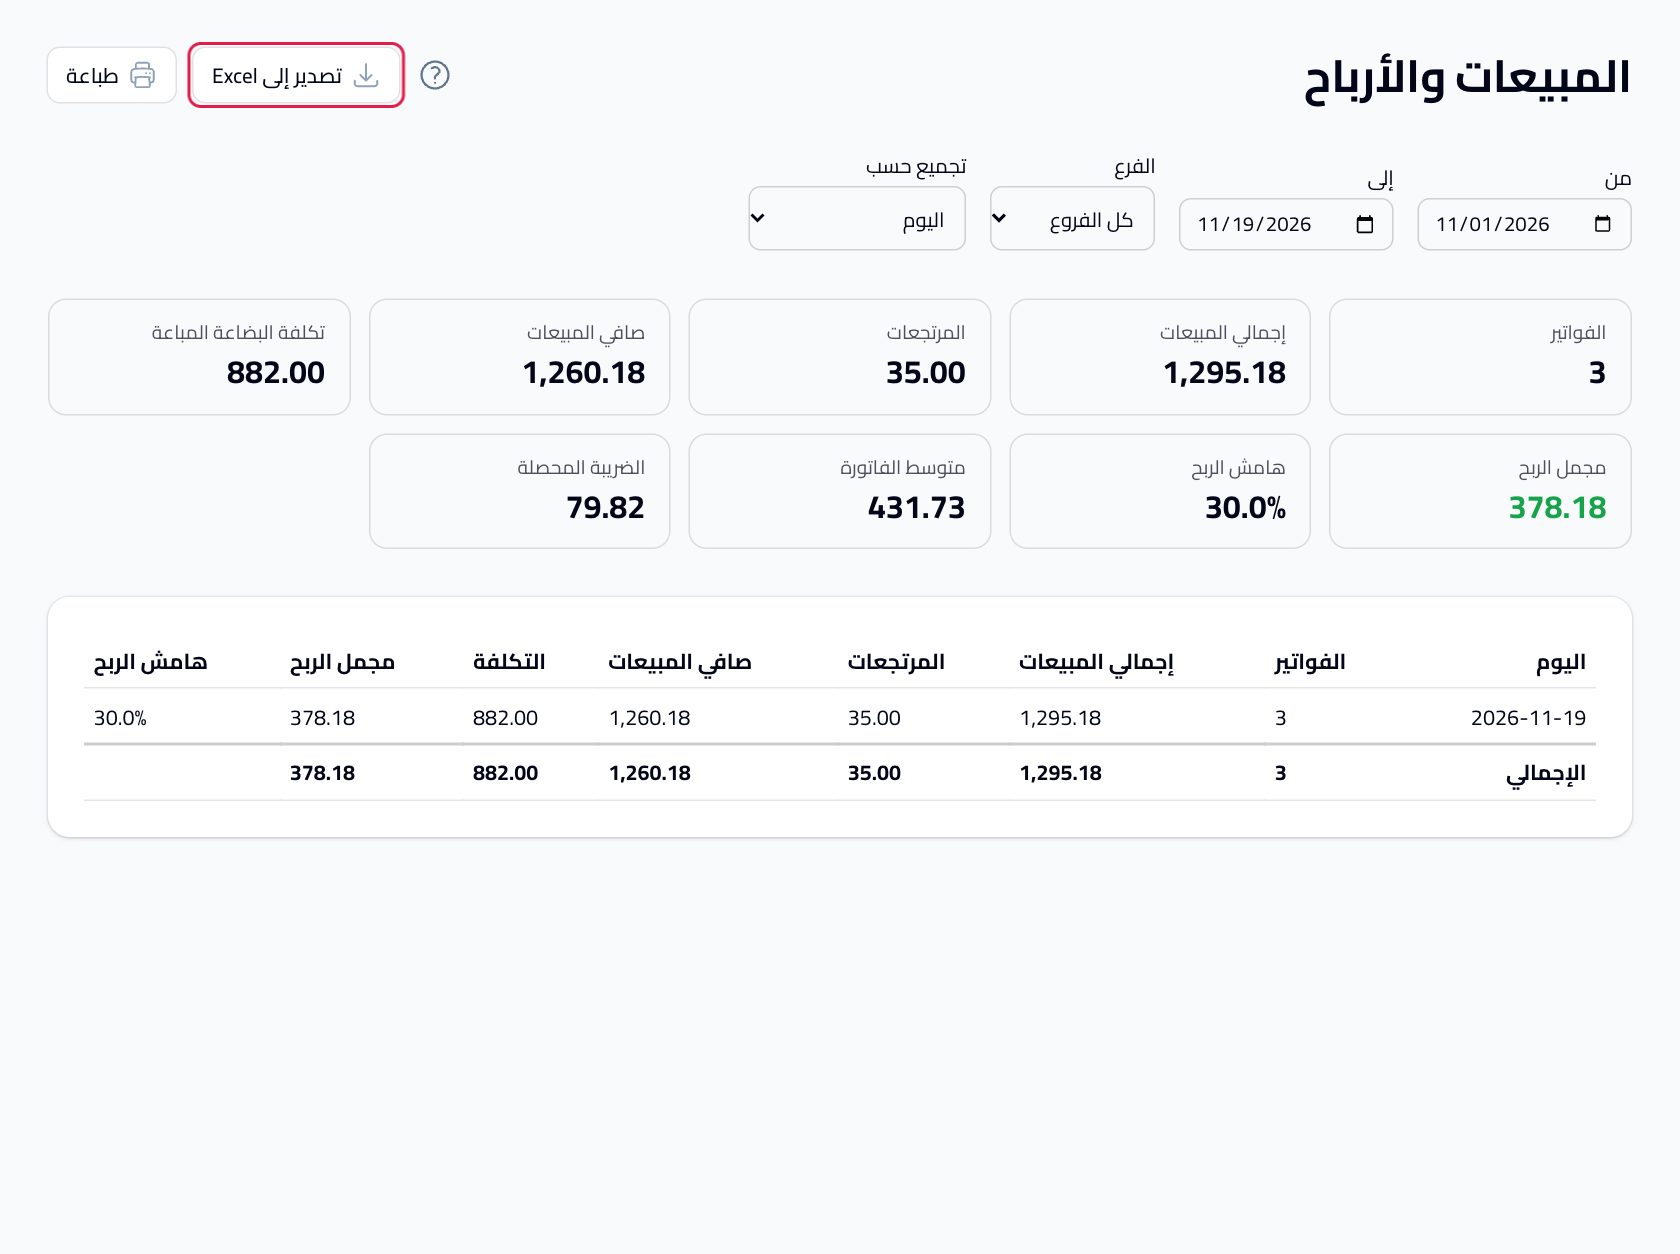 المبيعات والأرباح
تصدير إلى Excel
طباعة
من
11/01/2026
إلى
11/19/2026
الفرع
كل الفروع
تجميع حسب
اليوم
الفواتير
3
إجمالي المبيعات
1,295.18
المرتجعات
35.00
صافي المبيعات
1,260.18
تكلفة البضاعة المباعة
882.00
مجمل الربح
378.18
هامش الربح
30.0%
متوسط الفاتورة
431.73
الضريبة المحصلة
79.82
اليوم الفواتير إجمالي المبيعات المرتجعات صافي المبيعات التكلفة مجمل الربح هامش الربح
2026-11-19 3 1,295.18 35.00 1,260.18 882.00 378.18 30.0%
الإجمالي 3 1,295.18 35.00 1,260.18 882.00 378.18